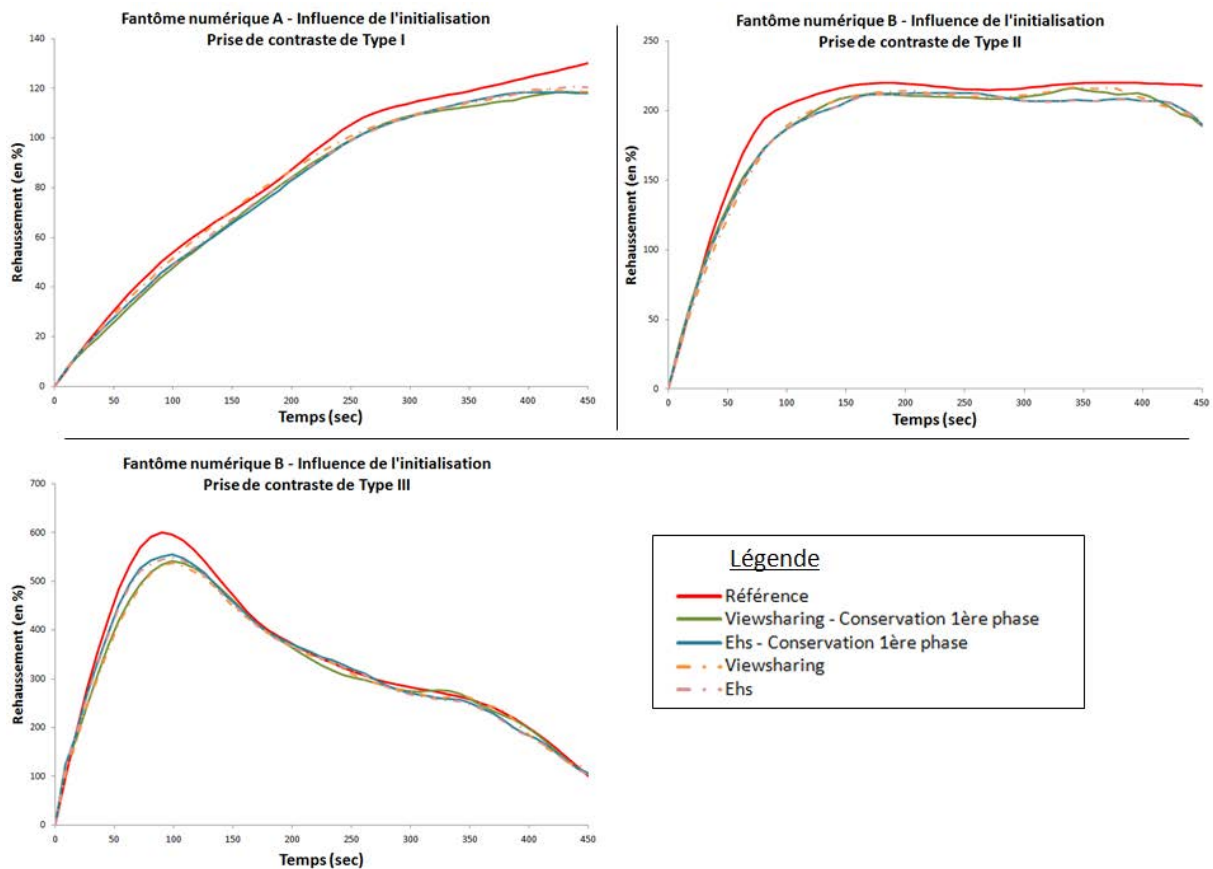 Fantôme numérique A - Influence de l'initialisation
Prise de contraste de Type I
Rehaussement (en %)
140
120
100
80
60
40
20
0
0 50 100 150 200 250 300 350 400 450
Temps (sec)
Fantôme numérique B - Influence de l'initialisation
Prise de contraste de Type II
Rehaussement (en %)
250
200
150
100
50
0
0 50 100 150 200 250 300 350 400 450
Temps (sec)
Fantôme numérique B - Influence de l'initialisation
Prise de contraste de Type III
Rehaussement (en %)
700
600
500
400
300
200
100
0
0 50 100 150 200 250 300 350 400 450
Temps (sec)
Légende
Référence
Viewsharing - Conservation 1ère phase
Ehs - Conservation 1ère phase
Viewsharing
Ehs